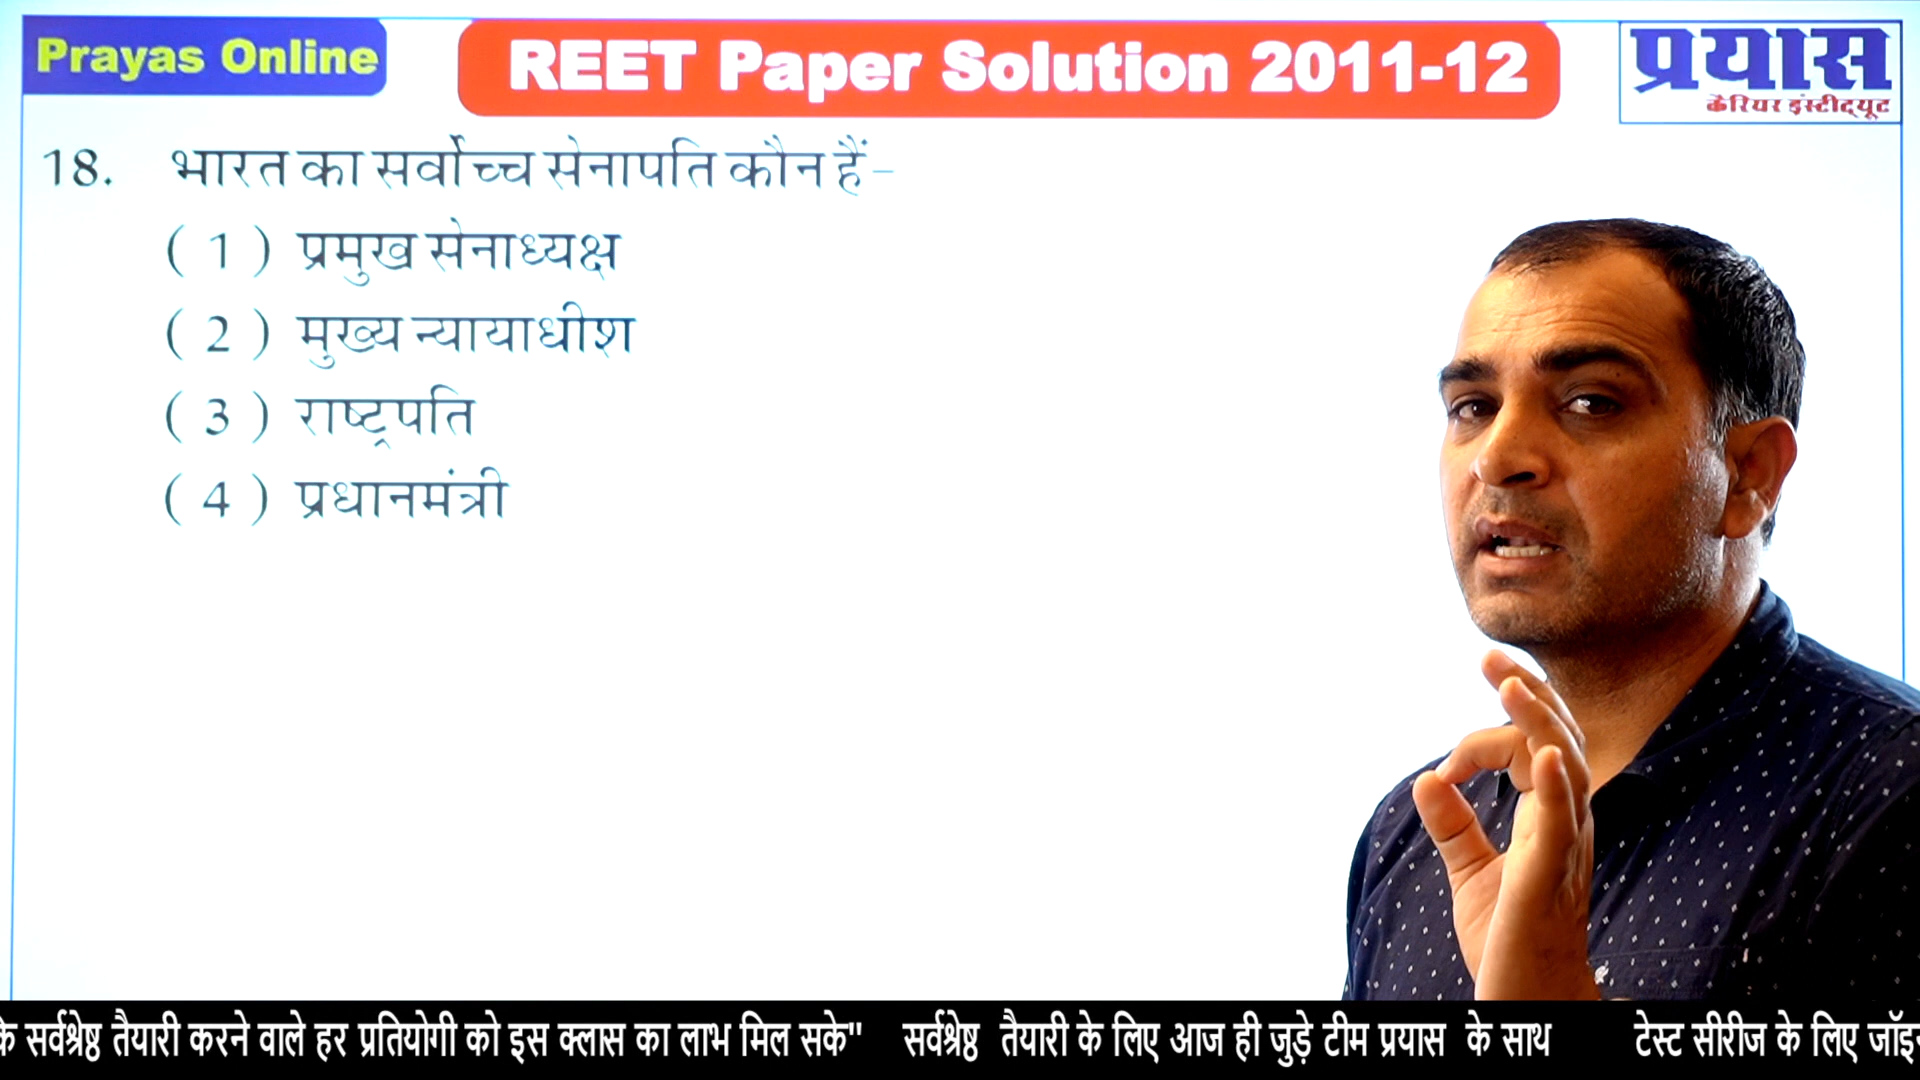 Prayas Online
REET Paper Solution 2011-12
प्रयास
कैरियर इंस्टीट्यूट
18. भारत का सर्वोच्च सेनापति कौन हैं-
( 1 ) प्रमुख सेनाध्यक्ष
( 2 ) मुख्य न्यायाधीश
( 3 ) राष्ट्रपति
( 4 ) प्रधानमंत्री
के सर्वश्रेष्ठ तैयारी करने वाले हर प्रतियोगी को इस क्लास का लाभ मिल सके" सर्वश्रेष्ठ तैयारी के लिए आज ही जुड़े टीम प्रयास के साथ टेस्ट सीरीज के लिए